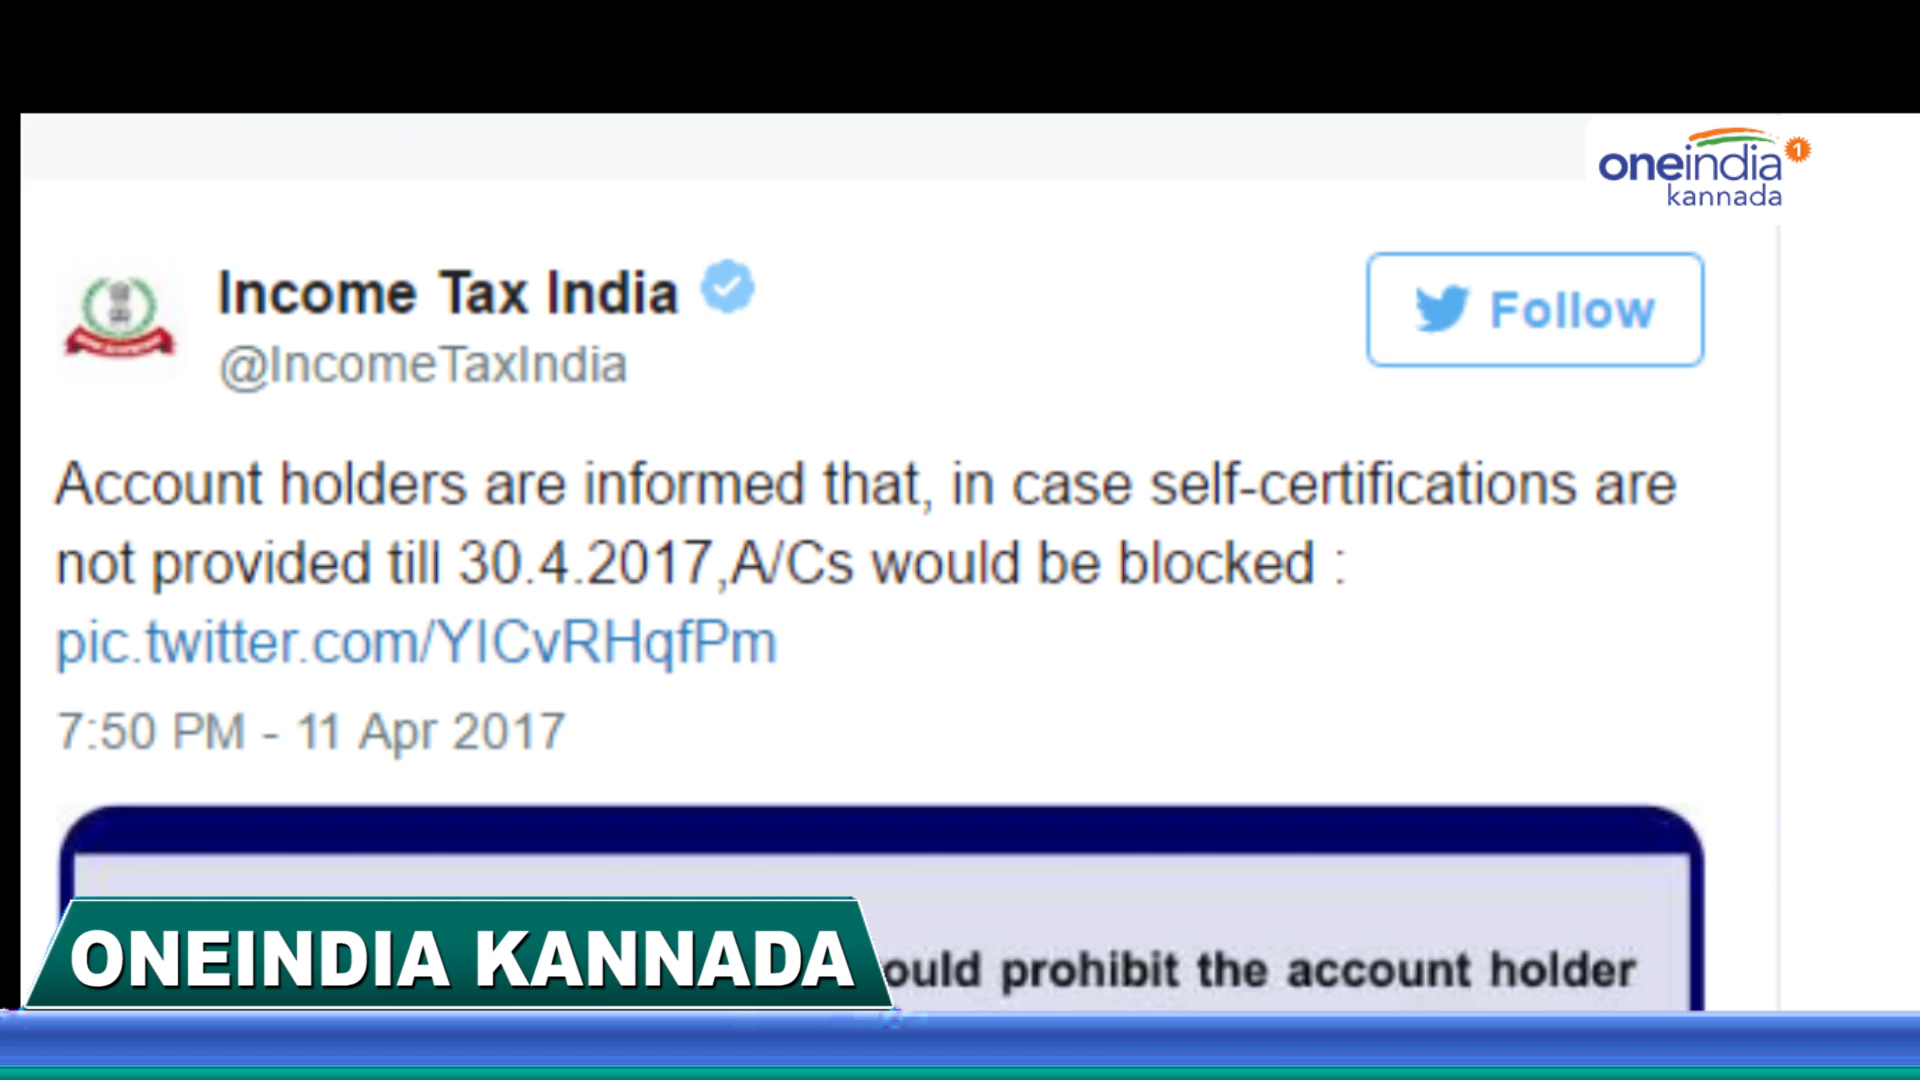 oneindia 1
kannada
Income Tax India
@IncomeTaxIndia
Follow
Account holders are informed that, in case self-certifications are
not provided till 30.4.2017,A/Cs would be blocked :
pic.twitter.com/YICvRHqfPm
7:50 PM - 11 Apr 2017
ould prohibit the account holder
ONEINDIA KANNADA